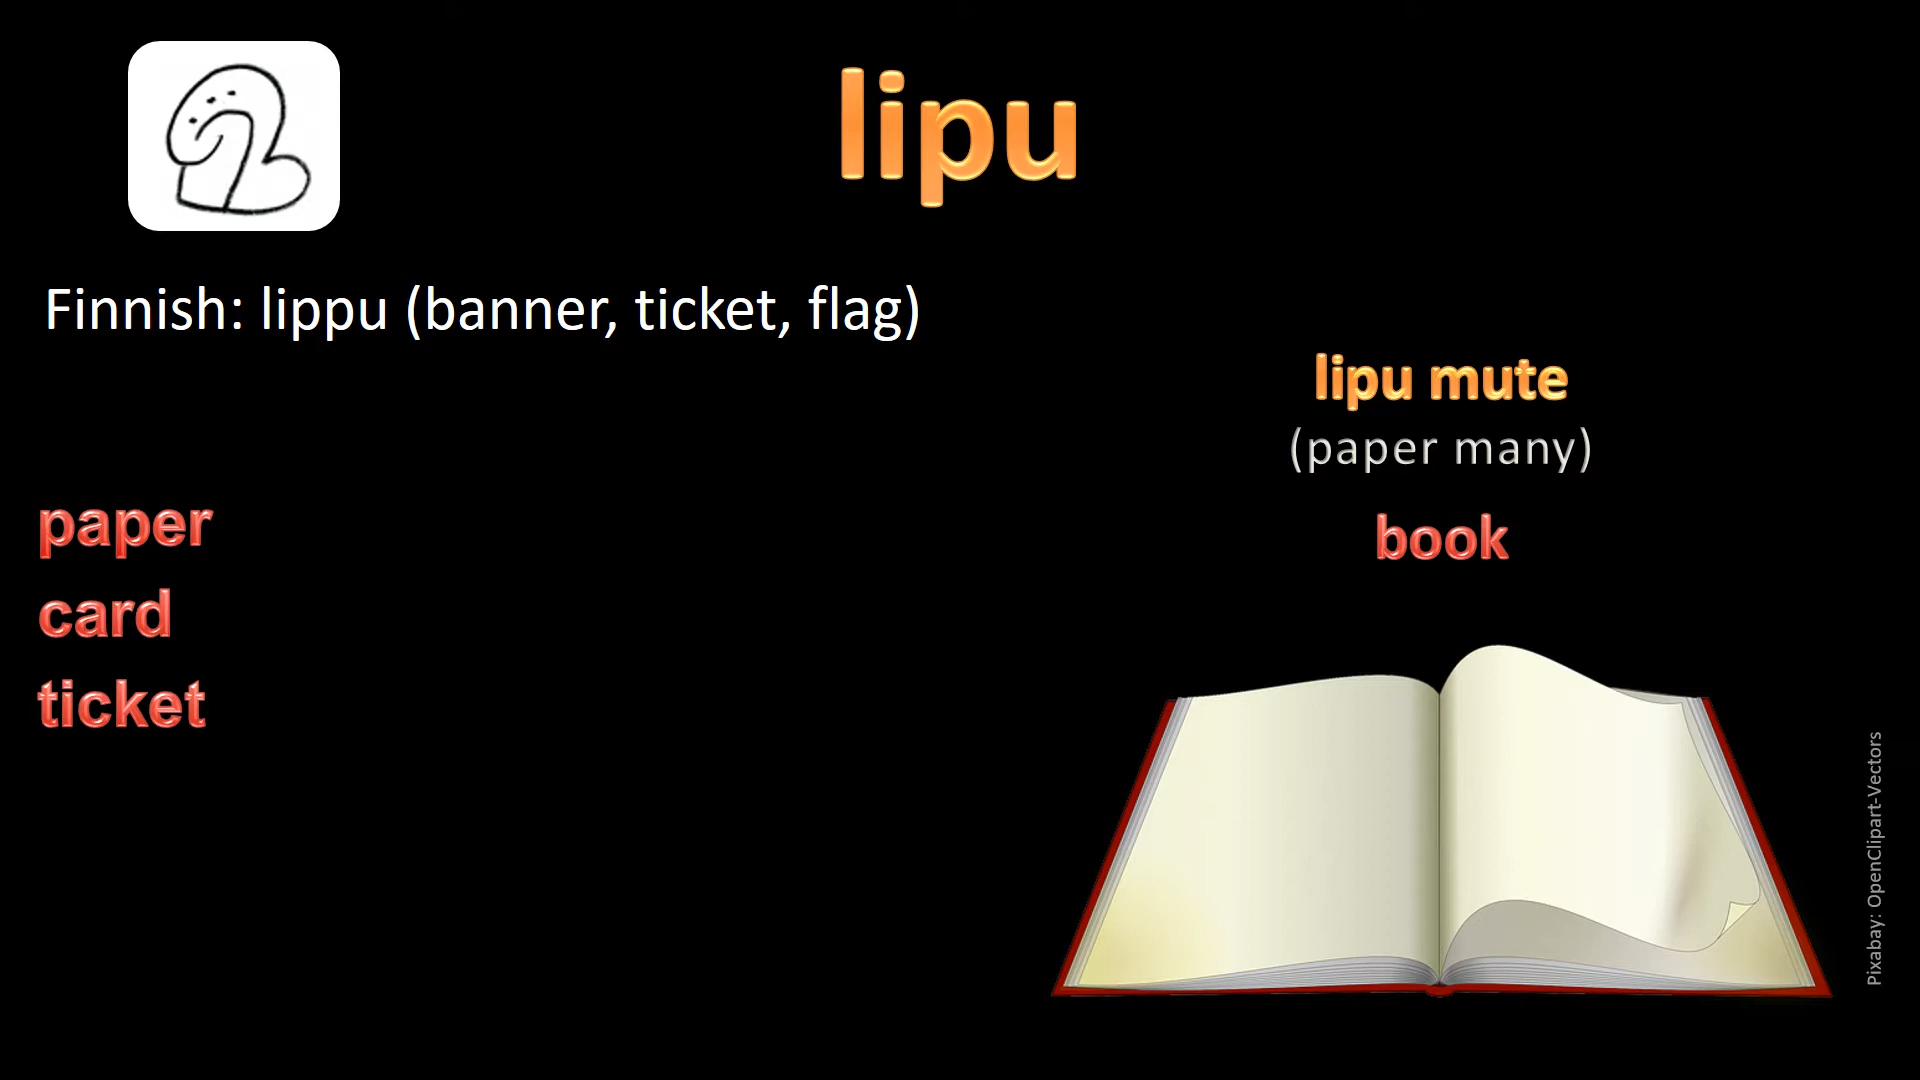 lipu
Finnish: lippu (banner, ticket, flag)
paper
card
ticket
lipu mute
(paper many)
book
Pixabay: OpenClipart-Vectors